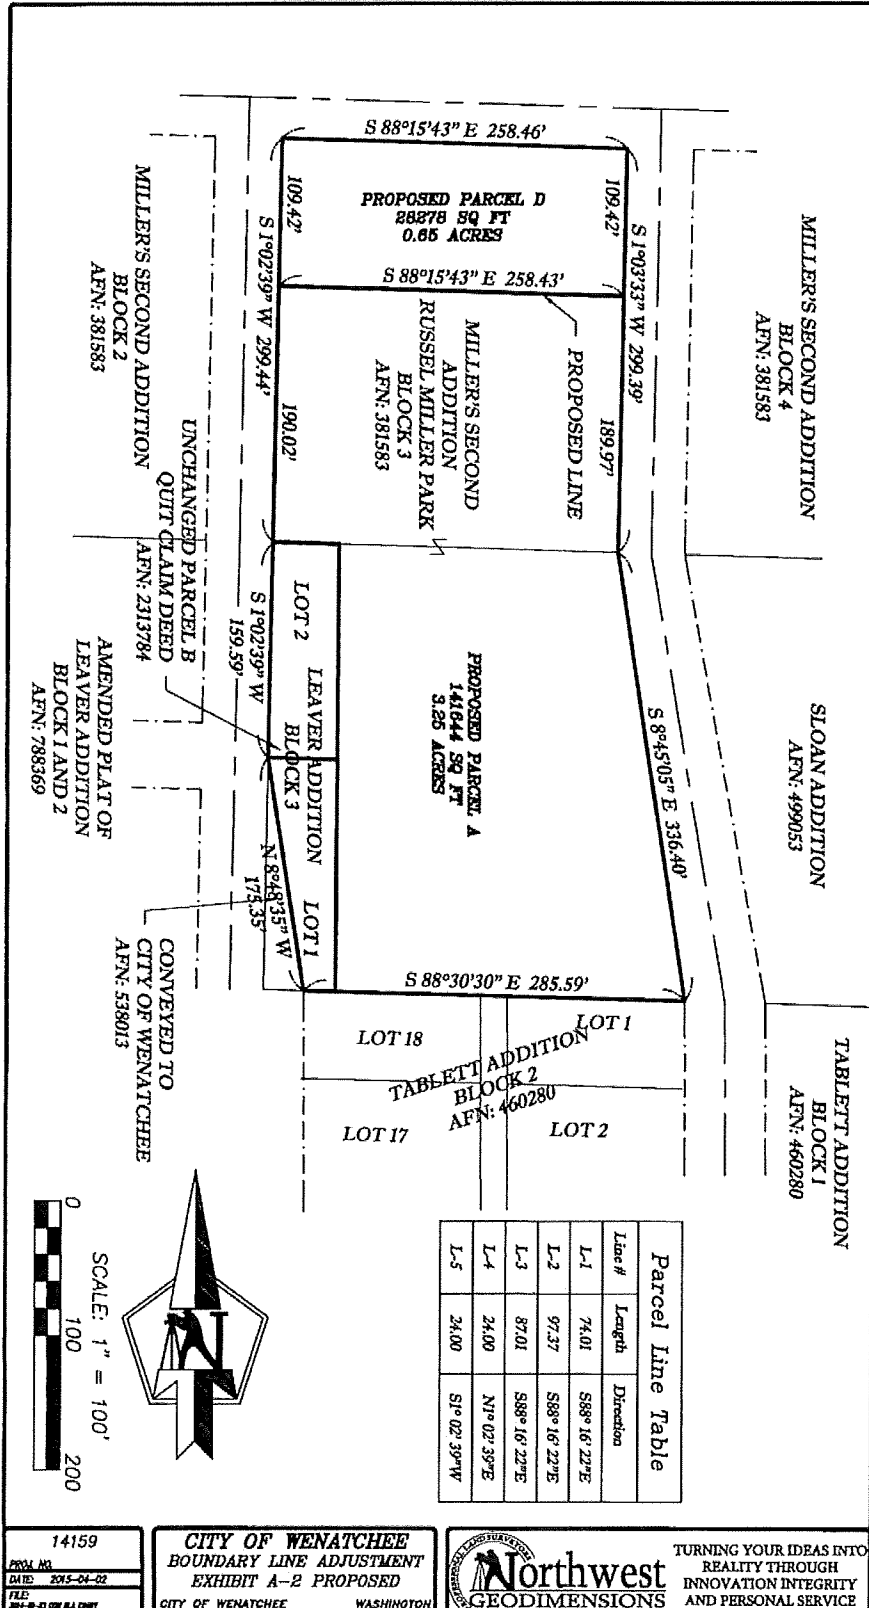 S 88°15'43" E 258.46'
109.42'
PROPOSED PARCEL D
28278 SQ FT
0.65 ACRES
109.42'
S 1°02'39" W 299.44'
S 88°15'43" E 258.43'
S 1°03'33" W 299.39'
MILLER'S SECOND ADDITION
BLOCK 2
AFN: 381583
MILLER'S SECOND ADDITION
BLOCK 4
AFN: 381583
190.02'
MILLER'S SECOND
ADDITION
RUSSEL MILLER PARK
BLOCK 3
AFN: 381583
PROPOSED LINE
189.97'
UNCHANGED PARCEL B
QUIT CLAIM DEED
AFN: 2313784
S 1°02'39" W
159.59'
LOT 2
LEAVER ADDITION
BLOCK 3
LOT 1
PROPOSED PARCEL A
141644 SQ FT
3.25 ACRES
S 8°45'05" E 336.40'
SLOAN ADDITION
AFN: 499053
AMENDED PLAT OF
LEAVER ADDITION
BLOCK 1 AND 2
AFN: 788369
N 8°48'35" W
175.35'
CONVEYED TO
CITY OF WENATCHEE
AFN: 538013
S 88°30'30" E 285.59'
LOT 18
LOT 1
TABLETT ADDITION
BLOCK 2
AFN: 460280
LOT 17
LOT 2
TABLETT ADDITION
BLOCK 1
AFN: 460280
Parcel Line Table
Line # Length Direction
L-1 74.01 S88° 16' 22"E
L-2 97.37 S88° 16' 22"E
L-3 87.01 S88° 16' 22"E
L-4 24.00 N1° 02' 39"E
L-5 24.00 S1° 02' 39"W
N
0 100 200
SCALE: 1" = 100'
14159
PROJ. NO.
DATE: 2015-04-02
FILE:
CITY OF WENATCHEE
BOUNDARY LINE ADJUSTMENT
EXHIBIT A-2 PROPOSED
CITY OF WENATCHEE WASHINGTON
PROFESSIONAL LAND SURVEYORS
Northwest
GEODIMENSIONS
TURNING YOUR IDEAS INTO
REALITY THROUGH
INNOVATION INTEGRITY
AND PERSONAL SERVICE